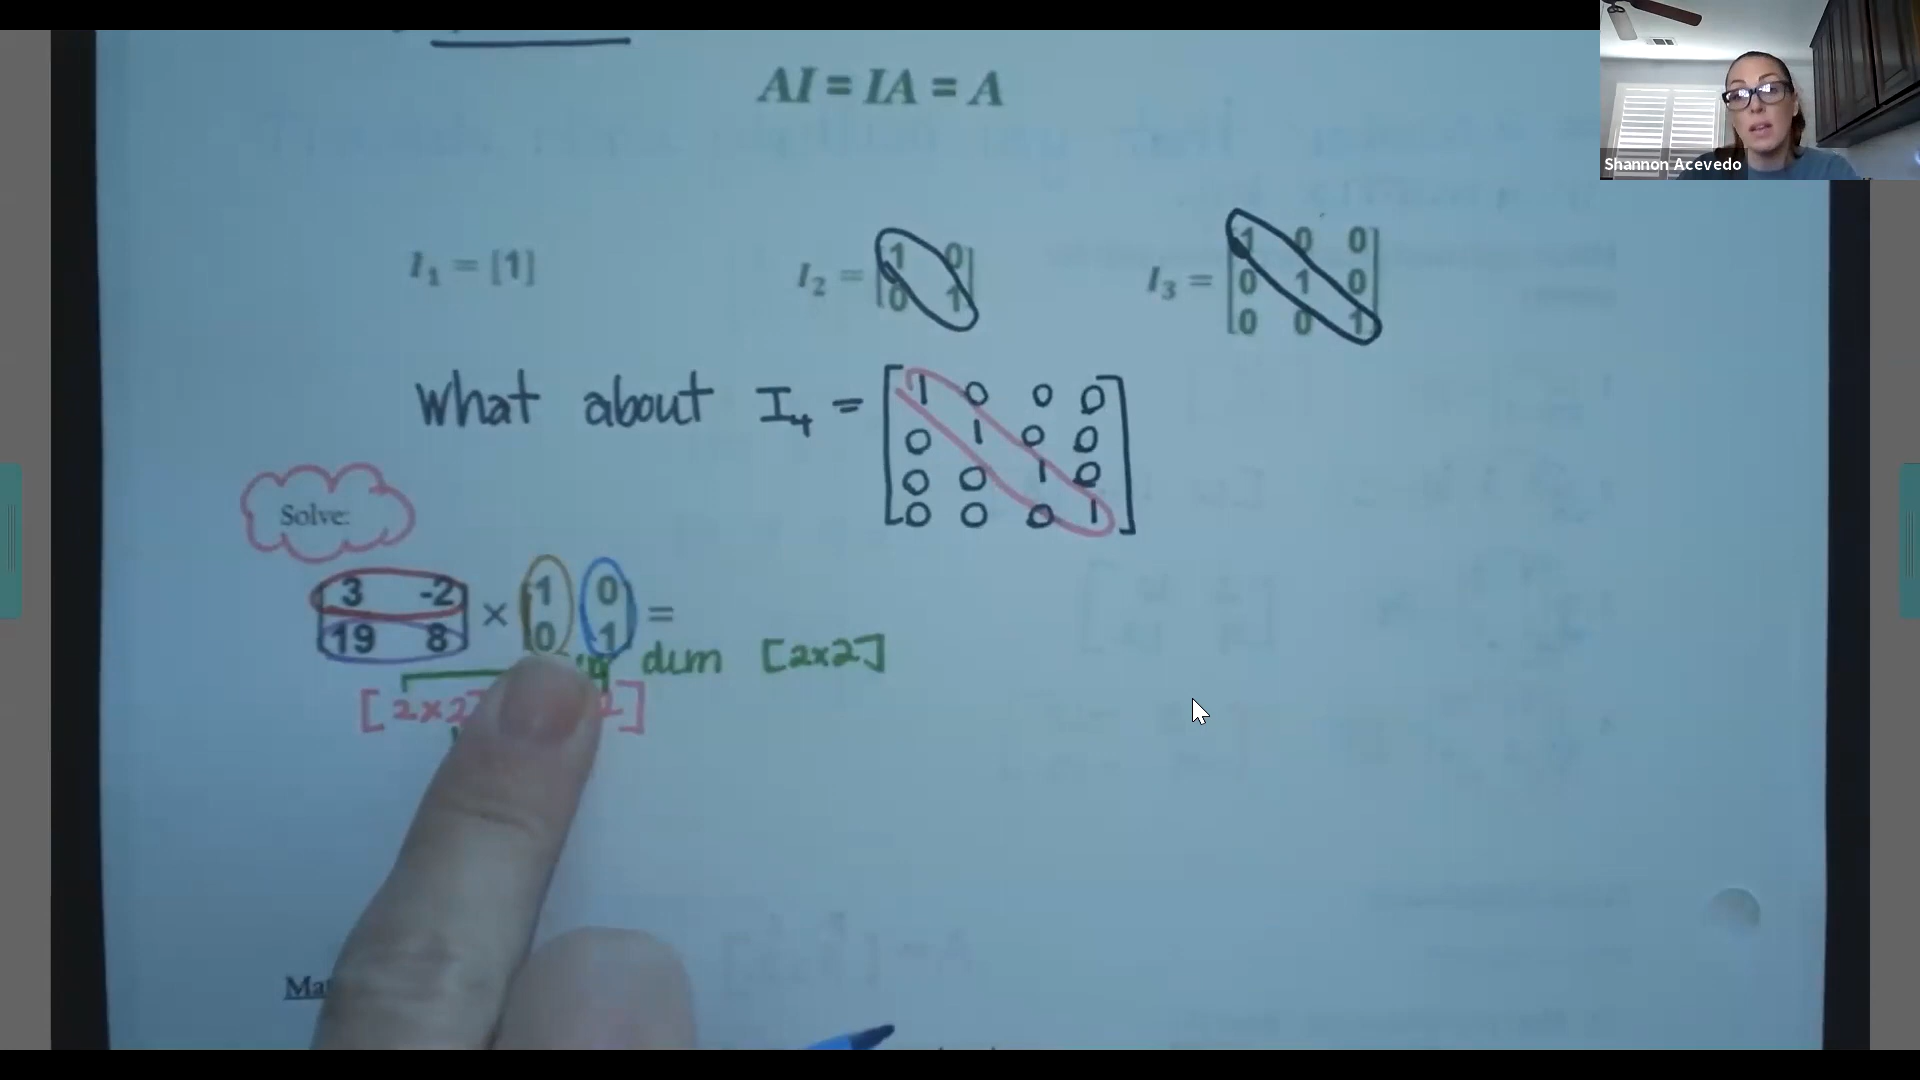 AI = IA = A
Shannon Acevedo
I₁ = [1]
I₂ = [1 0
0 1]
I₃ = [1 0 0
0 1 0
0 0 1]
What about I₄ = [1 0 0 0
0 1 0 0
0 0 1 0
0 0 0 1]
Solve:
[3 -2
19 8] × [1 0
0 1] =
dim [2x2]
[2x2] 2]